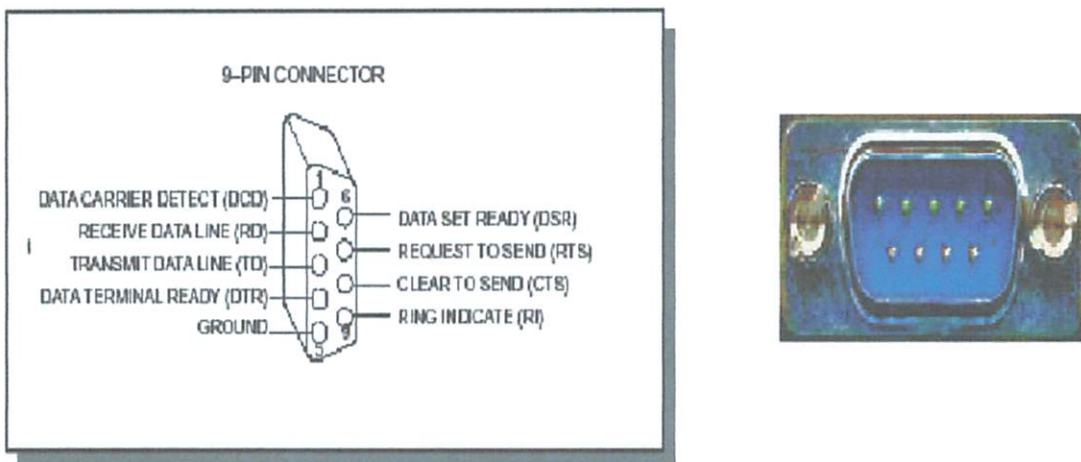 9-PIN CONNECTOR
1
6
DATA CARRIER DETECT (DCD)
DATA SET READY (DSR)
RECEIVE DATA LINE (RD)
REQUEST TO SEND (RTS)
TRANSMIT DATA LINE (TD)
CLEAR TO SEND (CTS)
DATA TERMINAL READY (DTR)
RING INDICATE (RI)
GROUND
5
9